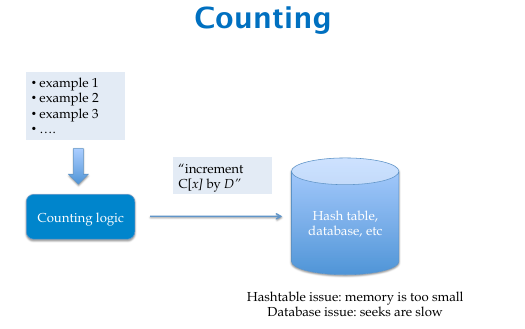 Counting
• example 1
• example 2
• example 3
• ....
“increment
C[x] by D”
Counting logic
Hash table,
database, etc
Hashtable issue: memory is too small
Database issue: seeks are slow